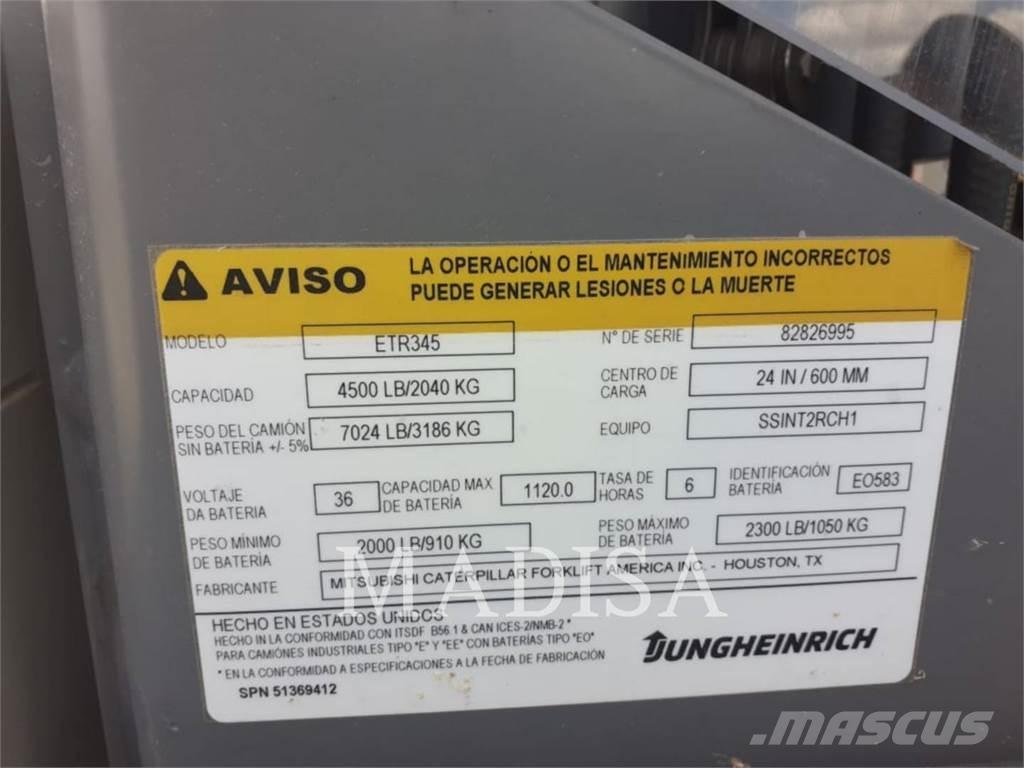 AVISO
LA OPERACIÓN O EL MANTENIMIENTO INCORRECTOS
PUEDE GENERAR LESIONES O LA MUERTE
MODELO ETR345 N° DE SERIE 82826995
CAPACIDAD 4500 LB/2040 KG CENTRO DE CARGA 24 IN / 600 MM
PESO DEL CAMIÓN SIN BATERÍA +/- 5% 7024 LB/3186 KG EQUIPO SSINT2RCH1
VOLTAJE DA BATERIA 36 CAPACIDAD MAX DE BATERÍA 1120.0 TASA DE HORAS 6 IDENTIFICACIÓN BATERÍA EO583
PESO MÍNIMO DE BATERÍA 2000 LB/910 KG PESO MÁXIMO DE BATERÍA 2300 LB/1050 KG
FABRICANTE MITSUBISHI CATERPILLAR FORKLIFT AMERICA INC. - HOUSTON, TX
MADISA
HECHO EN ESTADOS UNIDOS
HECHO IN LA CONFORMIDAD CON ITSDF B56.1 & CAN ICES-2/NMB-2 *
PARA CAMIÓNES INDUSTRIALES TIPO "E" Y "EE" CON BATERÍAS TIPO "EO"
* EN LA CONFORMIDAD A ESPECIFICACIONES A LA FECHA DE FABRICACIÓN
SPN 51369412
JUNGHEINRICH
MASCUS